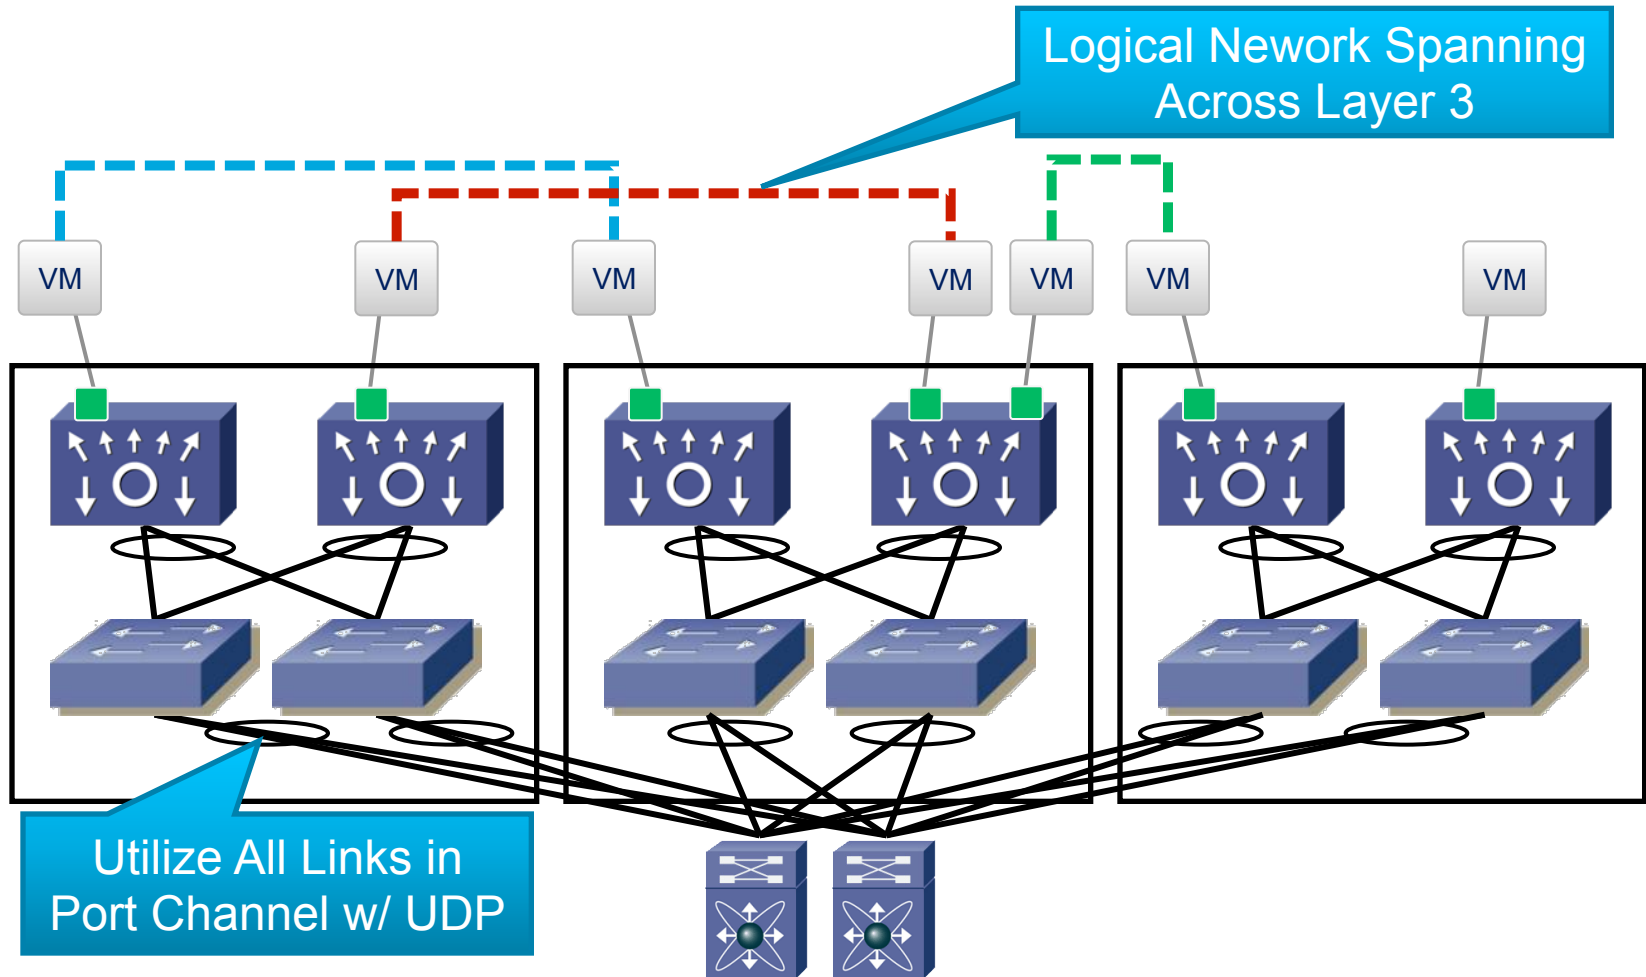 Logical Nework Spanning
Across Layer 3
VM
VM
VM
VM
VM
VM
VM
Utilize All Links in
Port Channel w/ UDP